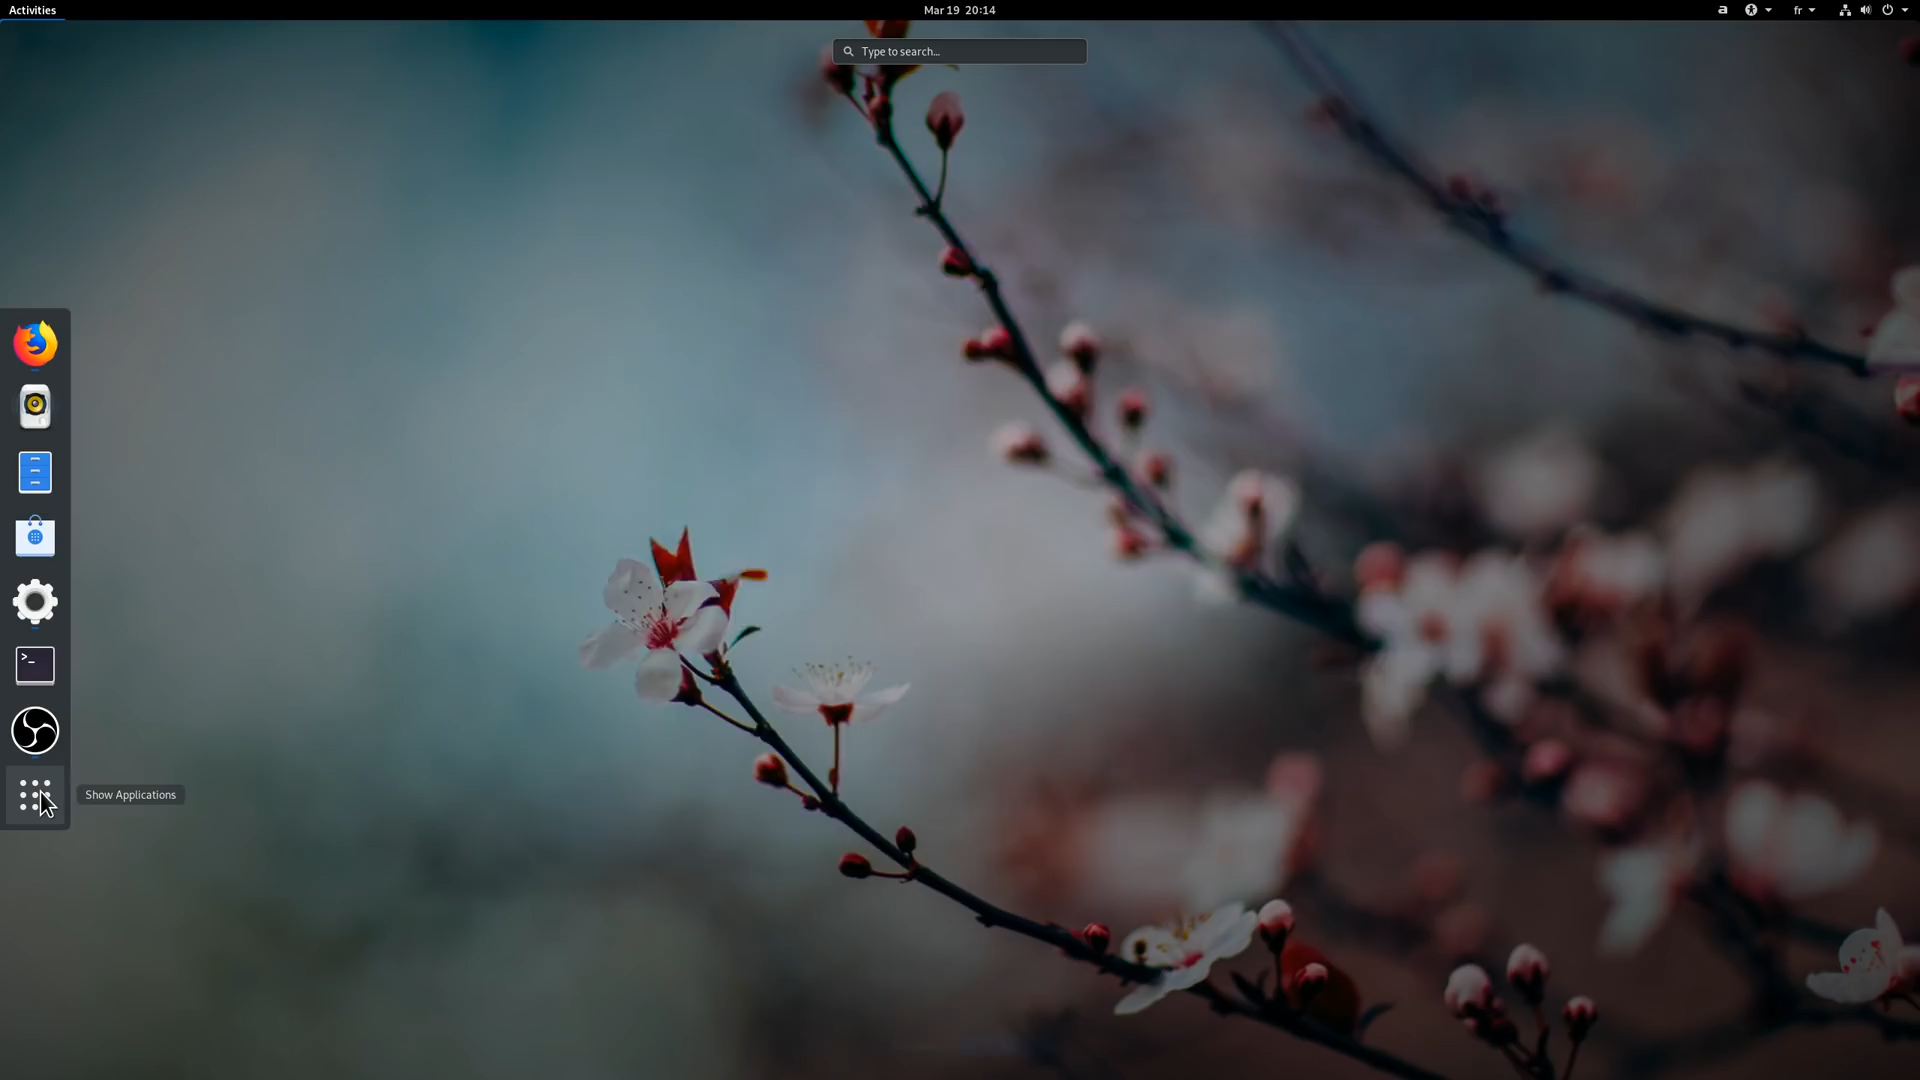 Activities
Mar 19 20:14
a
fr
Type to search...
>_
Show Applications